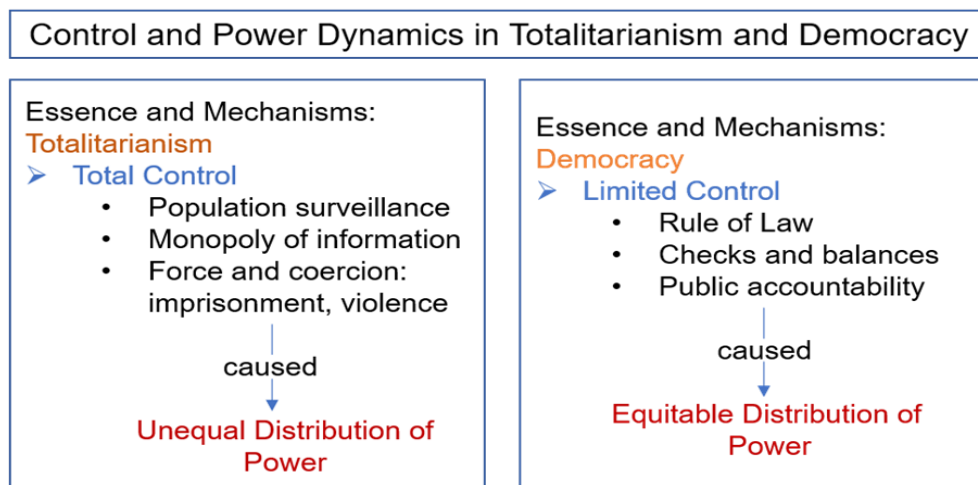 Control and Power Dynamics in Totalitarianism and Democracy
Essence and Mechanisms:
Totalitarianism
➢ Total Control
• Population surveillance
• Monopoly of information
• Force and coercion:
imprisonment, violence
caused
Unequal Distribution of
Power
Essence and Mechanisms:
Democracy
➢ Limited Control
• Rule of Law
• Checks and balances
• Public accountability
caused
Equitable Distribution of
Power